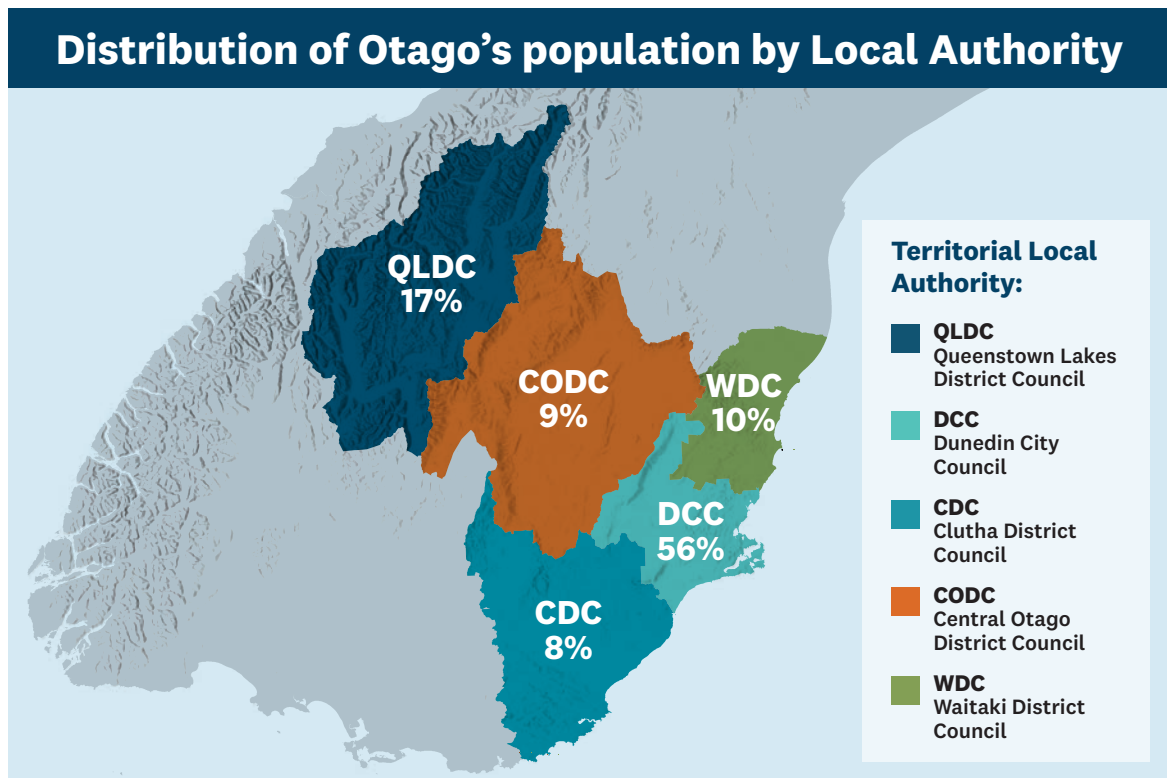 Distribution of Otago’s population by Local Authority
QLDC
17%
CODC
9%
WDC
10%
DCC
56%
CDC
8%
Territorial Local
Authority:
QLDC
Queenstown Lakes
District Council
DCC
Dunedin City
Council
CDC
Clutha District
Council
CODC
Central Otago
District Council
WDC
Waitaki District
Council